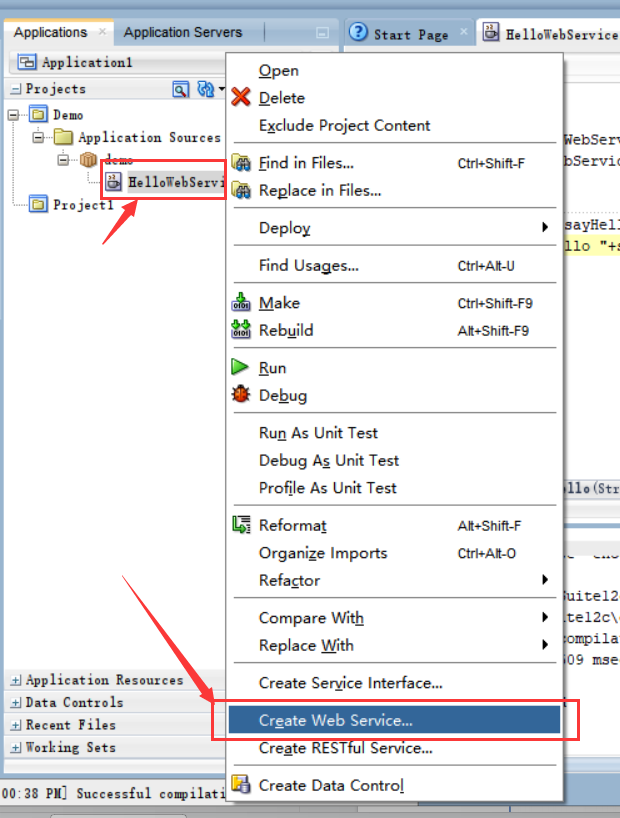 Applications
Application Servers
Start Page
HelloWebService
Application1
Projects
Demo
Application Sources
demo
HelloWebServi
Project1
Open
Delete
Exclude Project Content
Find in Files... Ctrl+Shift-F
Replace in Files...
Deploy
Find Usages... Ctrl+Alt-U
Make Ctrl+Shift-F9
Rebuild Alt+Shift-F9
Run
Debug
Run As Unit Test
Debug As Unit Test
Profile As Unit Test
Reformat Alt+Shift-F
Organize Imports Ctrl+Alt-O
Refactor
Compare With
Replace With
Create Service Interface...
Create Web Service...
Create RESTful Service...
Create Data Control
WebServ
bServic
sayHell
llo "+s
llo(Str
Suite12
te12c\
compilat
509 msec
Application Resources
Data Controls
Recent Files
Working Sets
00:38 PM] Successful compilati